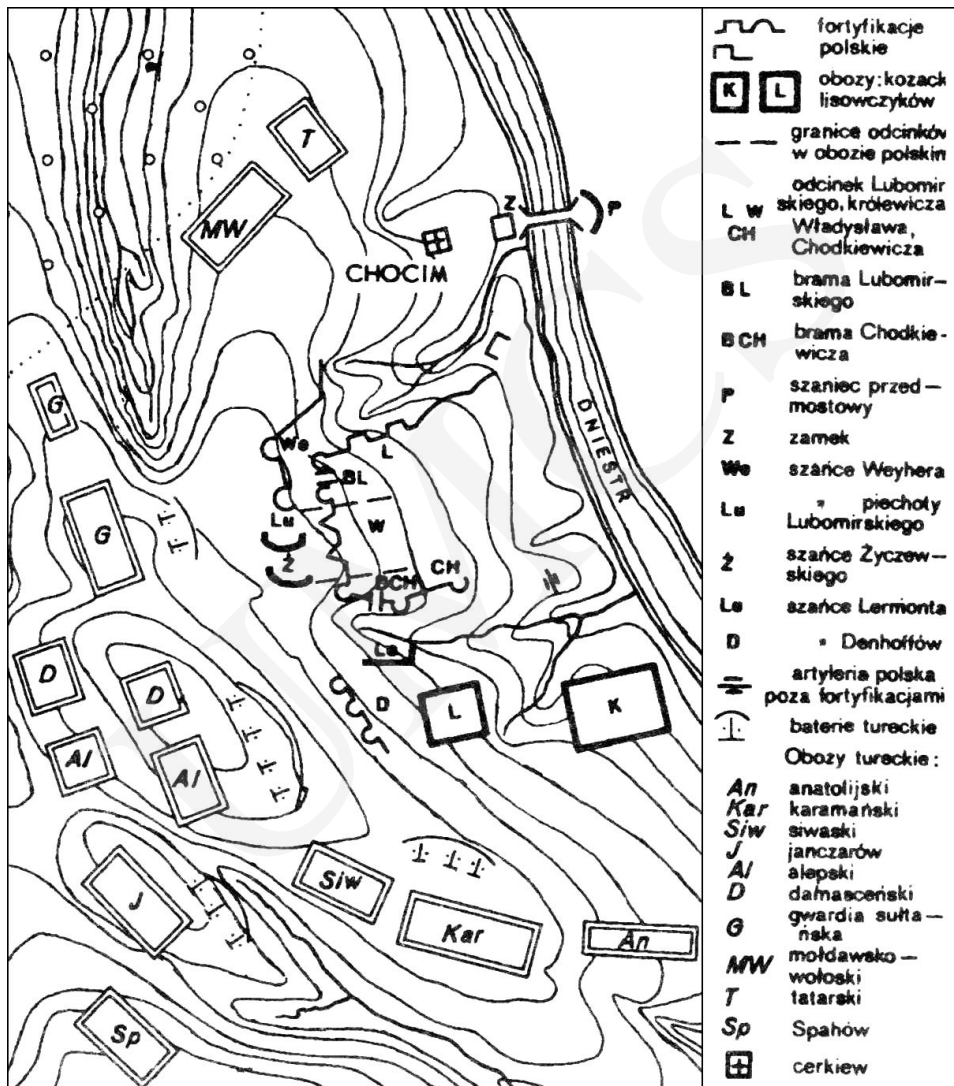 T
MW
Z
P
CHOCIM
DNIESTR
G
We
L
BL
Lu
W
G
Ż
CH
BCH
Le
D
D
D
L
K
Al
Al
Siw
J
Kar
An
Sp
fortyfikacje
polskie
K L obozy: kozack
lisowczyków
granice odcinków
w obozie polskim
odcinek Lubomir
L W skiego, królewicza
CH Władysława,
Chodkiewicza
BL brama Lubomir-
skiego
BCH brama Chodkie-
wicza
P szaniec przed-
mostowy
Z zamek
We szańce Weyhera
Lu " piechoty
Lubomirskiego
Ż szańce Życzew-
skiego
Le szańce Lermonta
D " Denhoffów
artyleria polska
poza fortyfikacjami
baterie tureckie
Obozy tureckie:
An anatolijski
Kar karamański
Siw siwaski
J janczarów
Al alepski
D damasceński
G gwardia sułta-
ńska
MW mołdawsko-
wołoski
T tatarski
Sp Spahów
cerkiew
UMCS